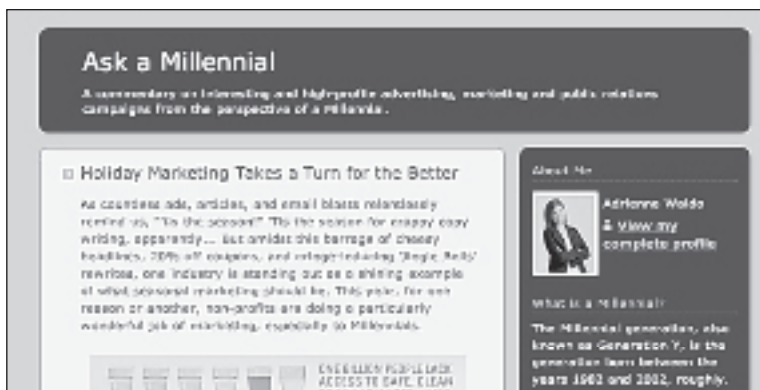 Ask a Millennial
A commentary on interesting and high-profile advertising, marketing and public relations
campaigns from the perspective of a Millennial.
Holiday Marketing Takes a Turn for the Better
As countless ads, articles, and email blasts relentlessly
remind us, "'Tis the season!" 'Tis the season for crappy copy
writing, apparently... But amidst this barrage of cheesy
headlines, 20% off coupons, and cringe-inducing 'Jingle Bells'
rewrites, one industry is standing out as a shining example
of what seasonal marketing should be. This year, for one
reason or another, non-profits are doing a particularly
wonderful job of marketing, especially to Millennials.
ONE BILLION PEOPLE LACK
ACCESS TO SAFE, CLEAN
About Me
Adrienne Waldo
View my
complete profile
What is a Millennial?
The Millennial generation, also
known as Generation Y, is the
generation born between the
years 1982 and 2002, roughly.